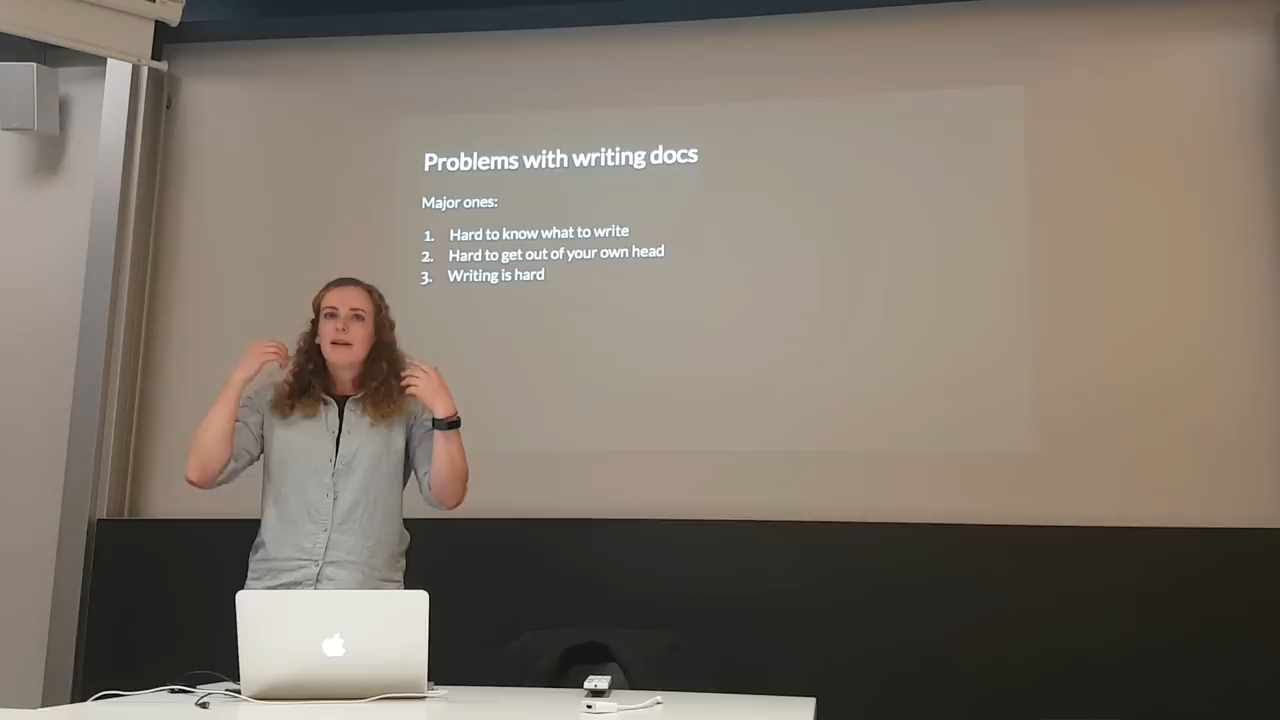 Problems with writing docs
Major ones:
1. Hard to know what to write
2. Hard to get out of your own head
3. Writing is hard